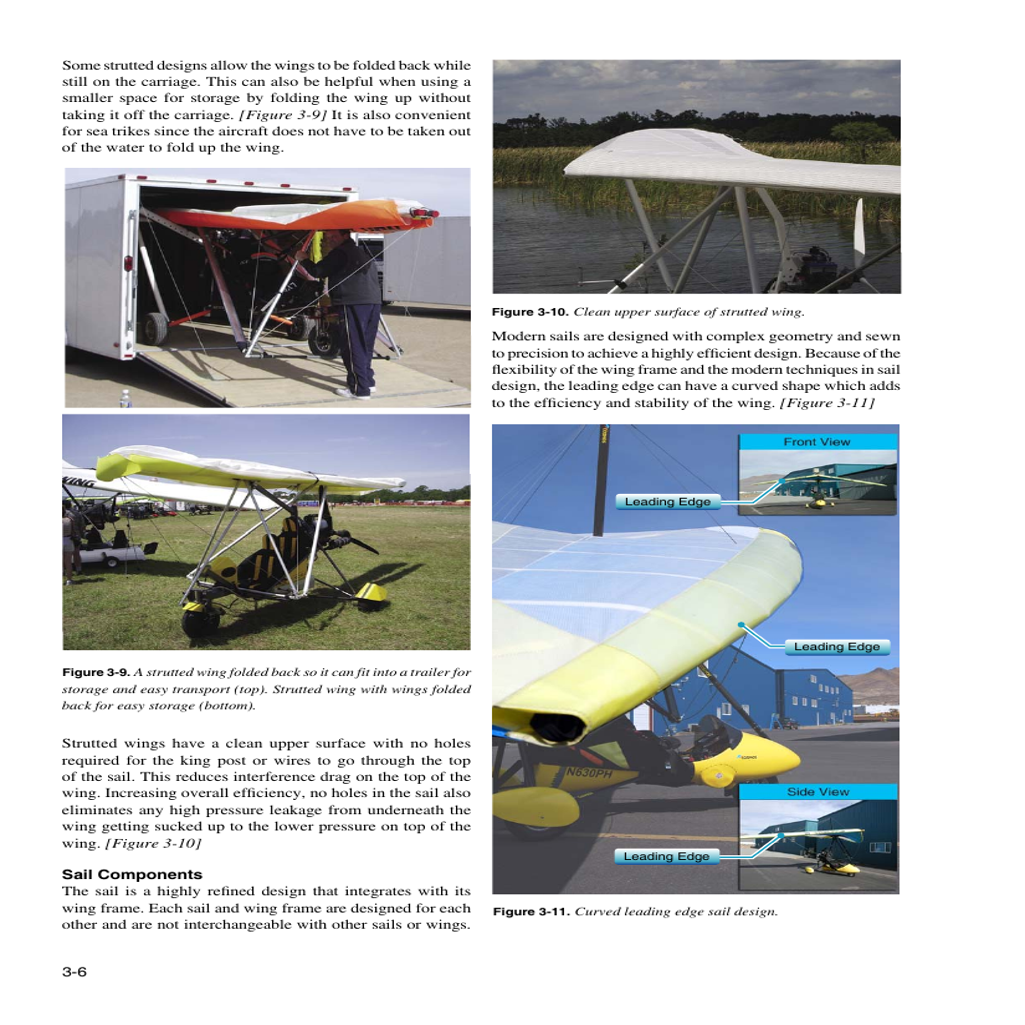 Some strutted designs allow the wings to be folded back while
still on the carriage. This can also be helpful when using a
smaller space for storage by folding the wing up without
taking it off the carriage. [Figure 3-9] It is also convenient
for sea trikes since the aircraft does not have to be taken out
of the water to fold up the wing.
Figure 3-9. A strutted wing folded back so it can fit into a trailer for
storage and easy transport (top). Strutted wing with wings folded
back for easy storage (bottom).
Strutted wings have a clean upper surface with no holes
required for the king post or wires to go through the top
of the sail. This reduces interference drag on the top of the
wing. Increasing overall efficiency, no holes in the sail also
eliminates any high pressure leakage from underneath the
wing getting sucked up to the lower pressure on top of the
wing. [Figure 3-10]
Sail Components
The sail is a highly refined design that integrates with its
wing frame. Each sail and wing frame are designed for each
other and are not interchangeable with other sails or wings.
Figure 3-10. Clean upper surface of strutted wing.
Modern sails are designed with complex geometry and sewn
to precision to achieve a highly efficient design. Because of the
flexibility of the wing frame and the modern techniques in sail
design, the leading edge can have a curved shape which adds
to the efficiency and stability of the wing. [Figure 3-11]
Front View
Leading Edge
Leading Edge
N630PH
Side View
Leading Edge
Figure 3-11. Curved leading edge sail design.
3-6